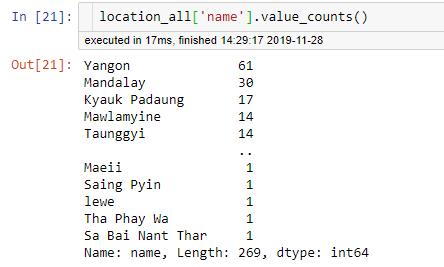 In [21]: location_all['name'].value_counts()
executed in 17ms, finished 14:29:17 2019-11-28
Out[21]: Yangon 61
Mandalay 30
Kyauk Padaung 17
Mawlamyine 14
Taunggyi 14
..
Maeii 1
Saing Pyin 1
lewe 1
Tha Phay Wa 1
Sa Bai Nant Thar 1
Name: name, Length: 269, dtype: int64